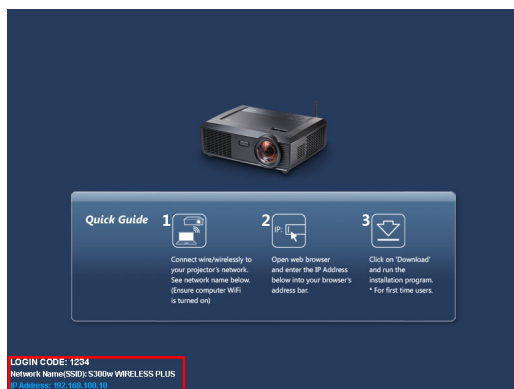 Quick Guide
1
Connect wire/wirelessly to
your projector's network.
See network name below.
(Ensure computer WiFi
is turned on)
2
IP:
Open web browser
and enter the IP Address
below into your browser's
address bar.
3
Click on 'Download'
and run the
installation program.
* For first time users.
LOGIN CODE: 1234
Network Name(SSID): S300w WIRELESS PLUS
IP Address: 192.168.100.10